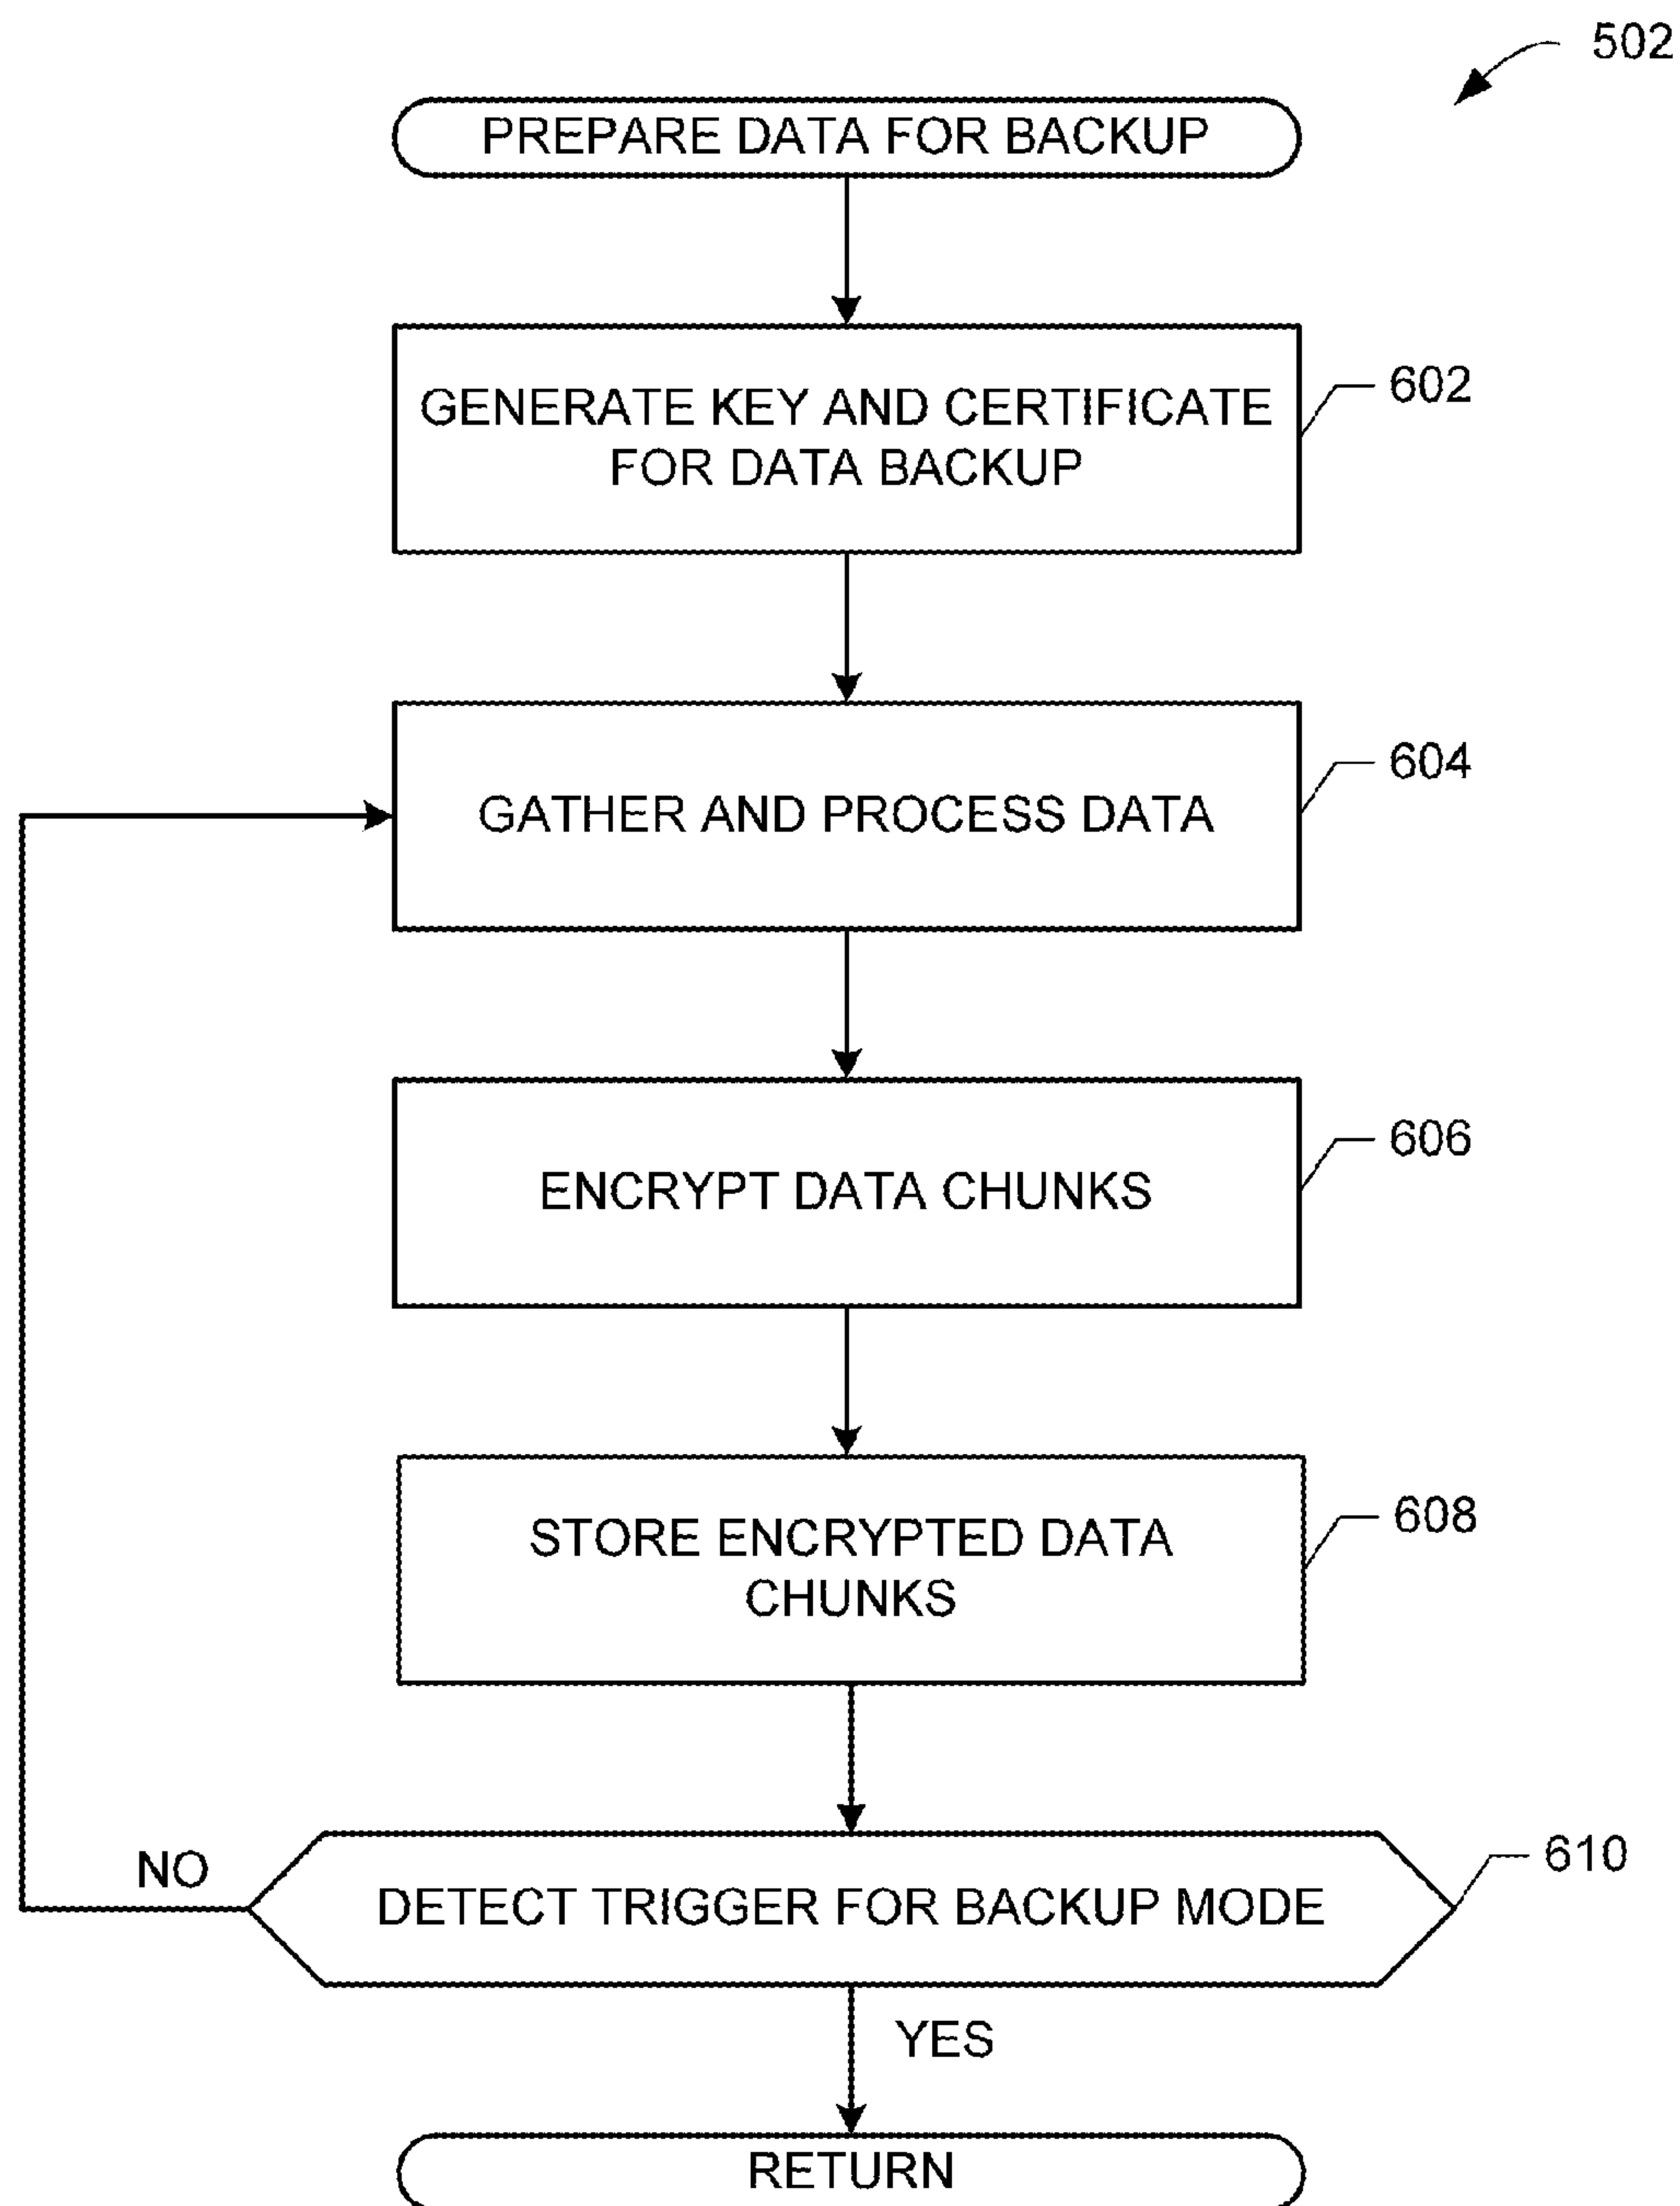 502
PREPARE DATA FOR BACKUP
GENERATE KEY AND CERTIFICATE
FOR DATA BACKUP
602
GATHER AND PROCESS DATA
604
ENCRYPT DATA CHUNKS
606
STORE ENCRYPTED DATA
CHUNKS
608
NO
DETECT TRIGGER FOR BACKUP MODE
610
YES
RETURN